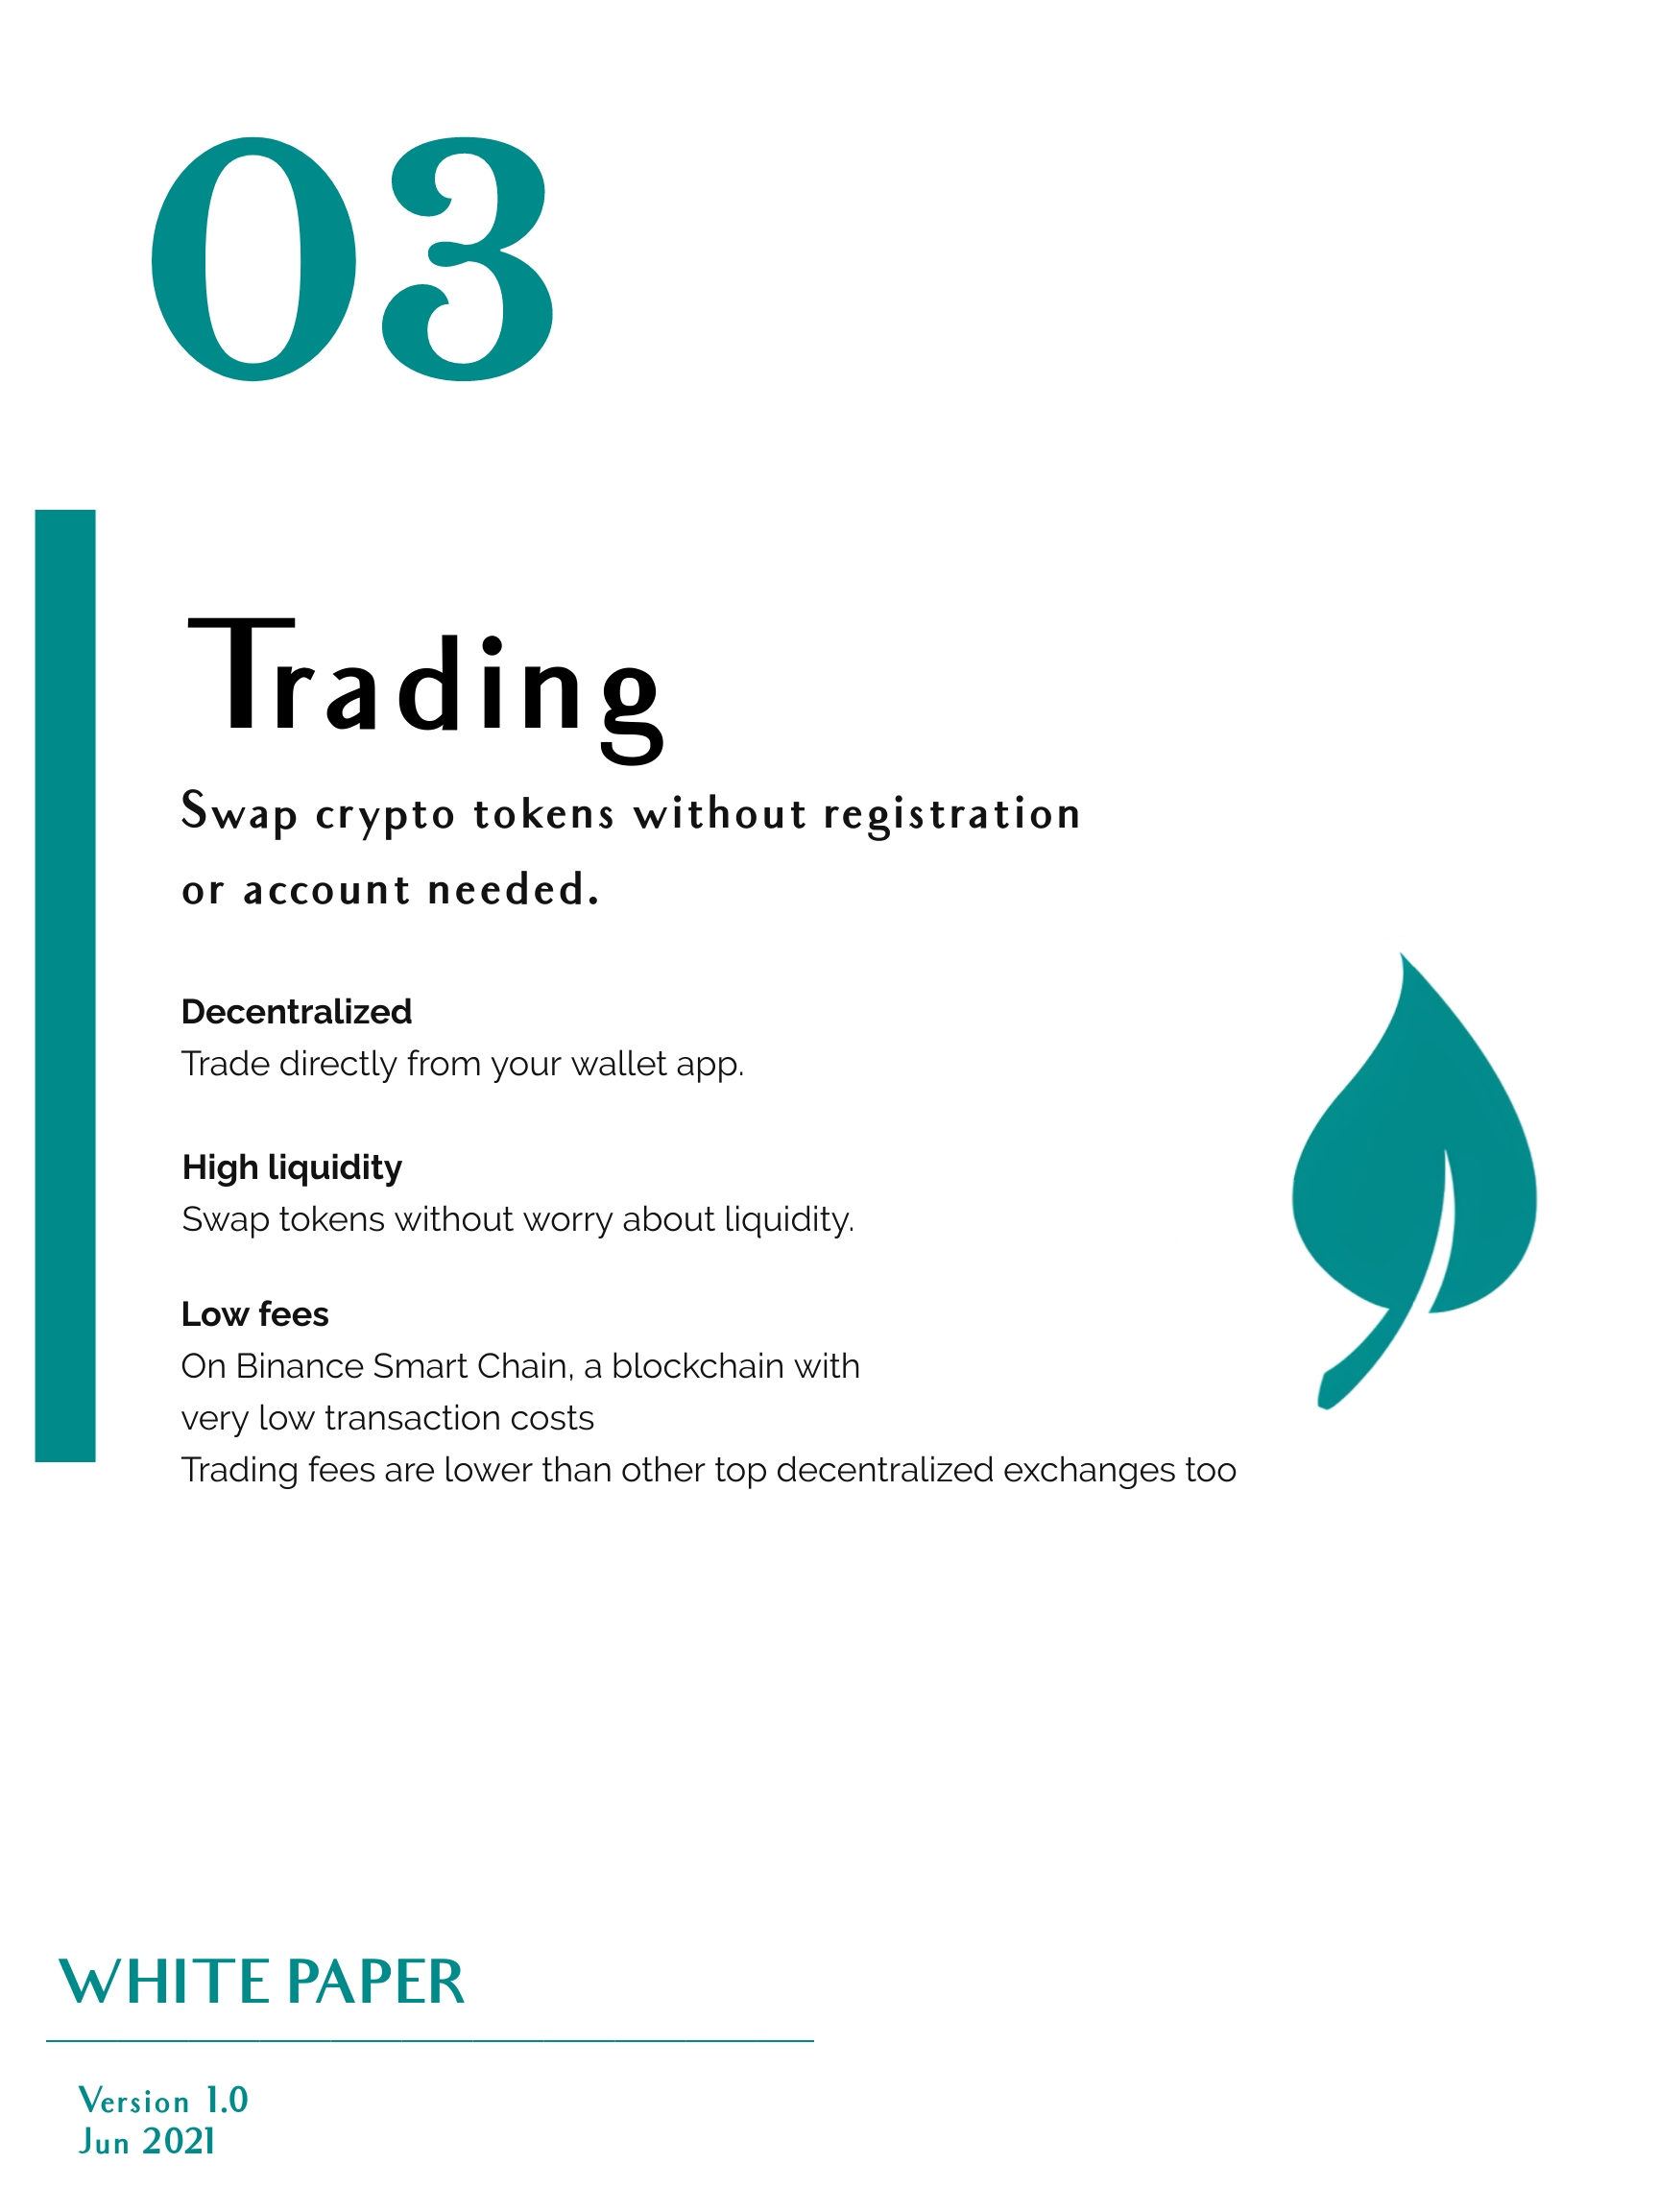 03
Trading
Swap crypto tokens without registration
or account needed.
Decentralized
Trade directly from your wallet app.
High liquidity
Swap tokens without worry about liquidity.
Low fees
On Binance Smart Chain, a blockchain with
very low transaction costs
Trading fees are lower than other top decentralized exchanges too
WHITE PAPER
Version 1.0
Jun 2021